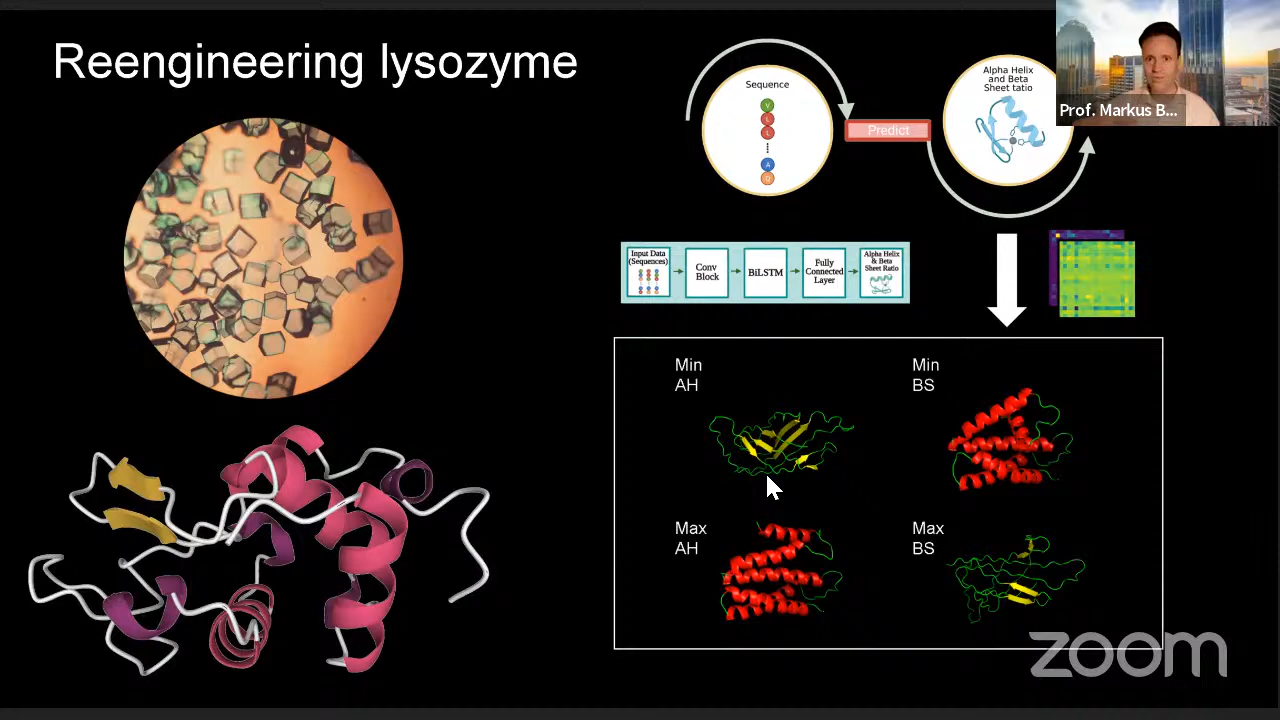 Reengineering lysozyme
Sequence
V
L
L
A
Q
Predict
Alpha Helix
and Beta
Sheet tatio
Prof. Markus B...
Input Data
(Sequences)
Conv
Block
BiLSTM
Fully
Connected
Layer
Alpha Helix
& Beta
Sheet Ratio
Min
AH
Min
BS
Max
AH
Max
BS
zoom